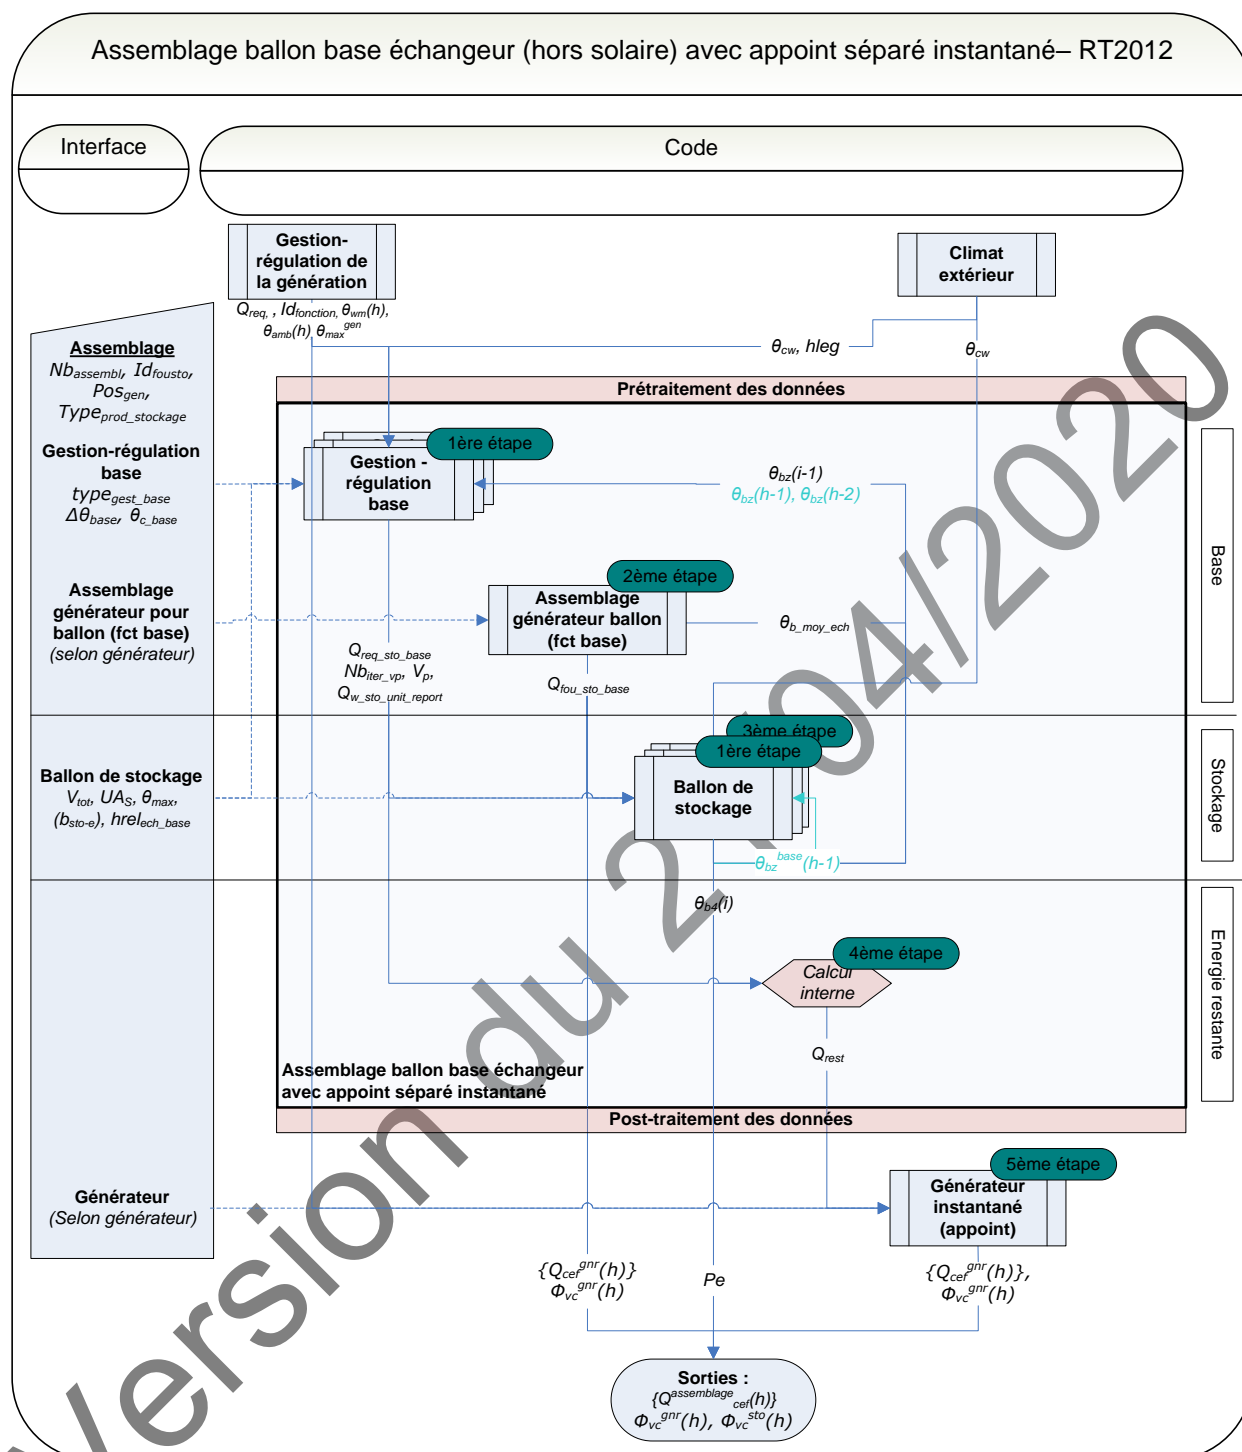 Assemblage ballon base échangeur (hors solaire) avec appoint séparé instantané– RT2012
Interface
Code
Gestion-
régulation de
la génération
Climat
extérieur
Q_req, , Id_fonction, θ_wm(h),
θ_amb(h), θ_max^gen
θ_cw, hleg
θ_cw
Assemblage
Nb_assembl, Id_fousto,
Pos_gen,
Type_prod_stockage
Prétraitement des données
Gestion-régulation
base
type_gest_base
Δθ_base, θ_c_base
1ère étape
Gestion -
régulation
base
θ_bz(i-1)
θ_bz(h-1), θ_bz(h-2)
Base
Assemblage
générateur pour
ballon (fct base)
(selon générateur)
2ème étape
Assemblage
générateur ballon
(fct base)
θ_b_moy_ech
Q_req_sto_base
Nb_iter_vp, V_p,
Q_w_sto_unit_report
Q_fou_sto_base
Ballon de stockage
V_tot, UA_S, θ_max,
(b_sto-e), hrel_ech_base
3ème étape
1ère étape
Ballon de
stockage
Stockage
θ_bz^base(h-1)
θ_b4(i)
4ème étape
Calcul
interne
Energie restante
Q_rest
Assemblage ballon base échangeur
avec appoint séparé instantané
Post-traitement des données
Générateur
(Selon générateur)
5ème étape
Générateur
instantané
(appoint)
{Q_cef^gnr(h)}
Φ_vc^gnr(h)
Pe
{Q_cef^gnr(h)},
Φ_vc^gnr(h)
Sorties :
{Q^assemblage_cef(h)}
Φ_vc^gnr(h), Φ_vc^sto(h)